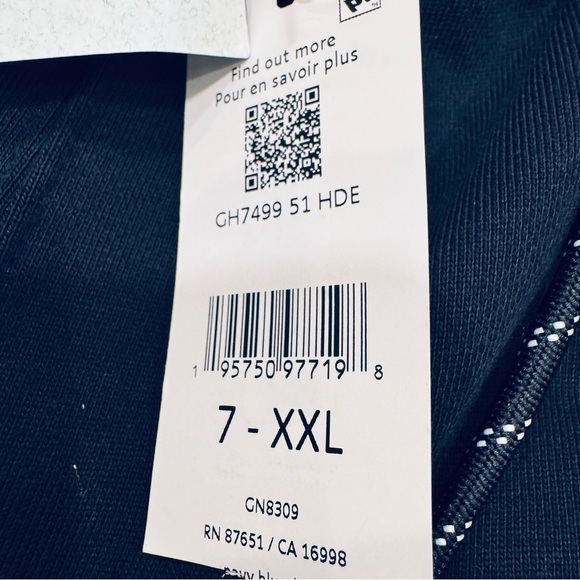 Find out more
Pour en savoir plus
GH7499 51 HDE
1 95750 97719 8
7 - XXL
GN8309
RN 87651 / CA 16998